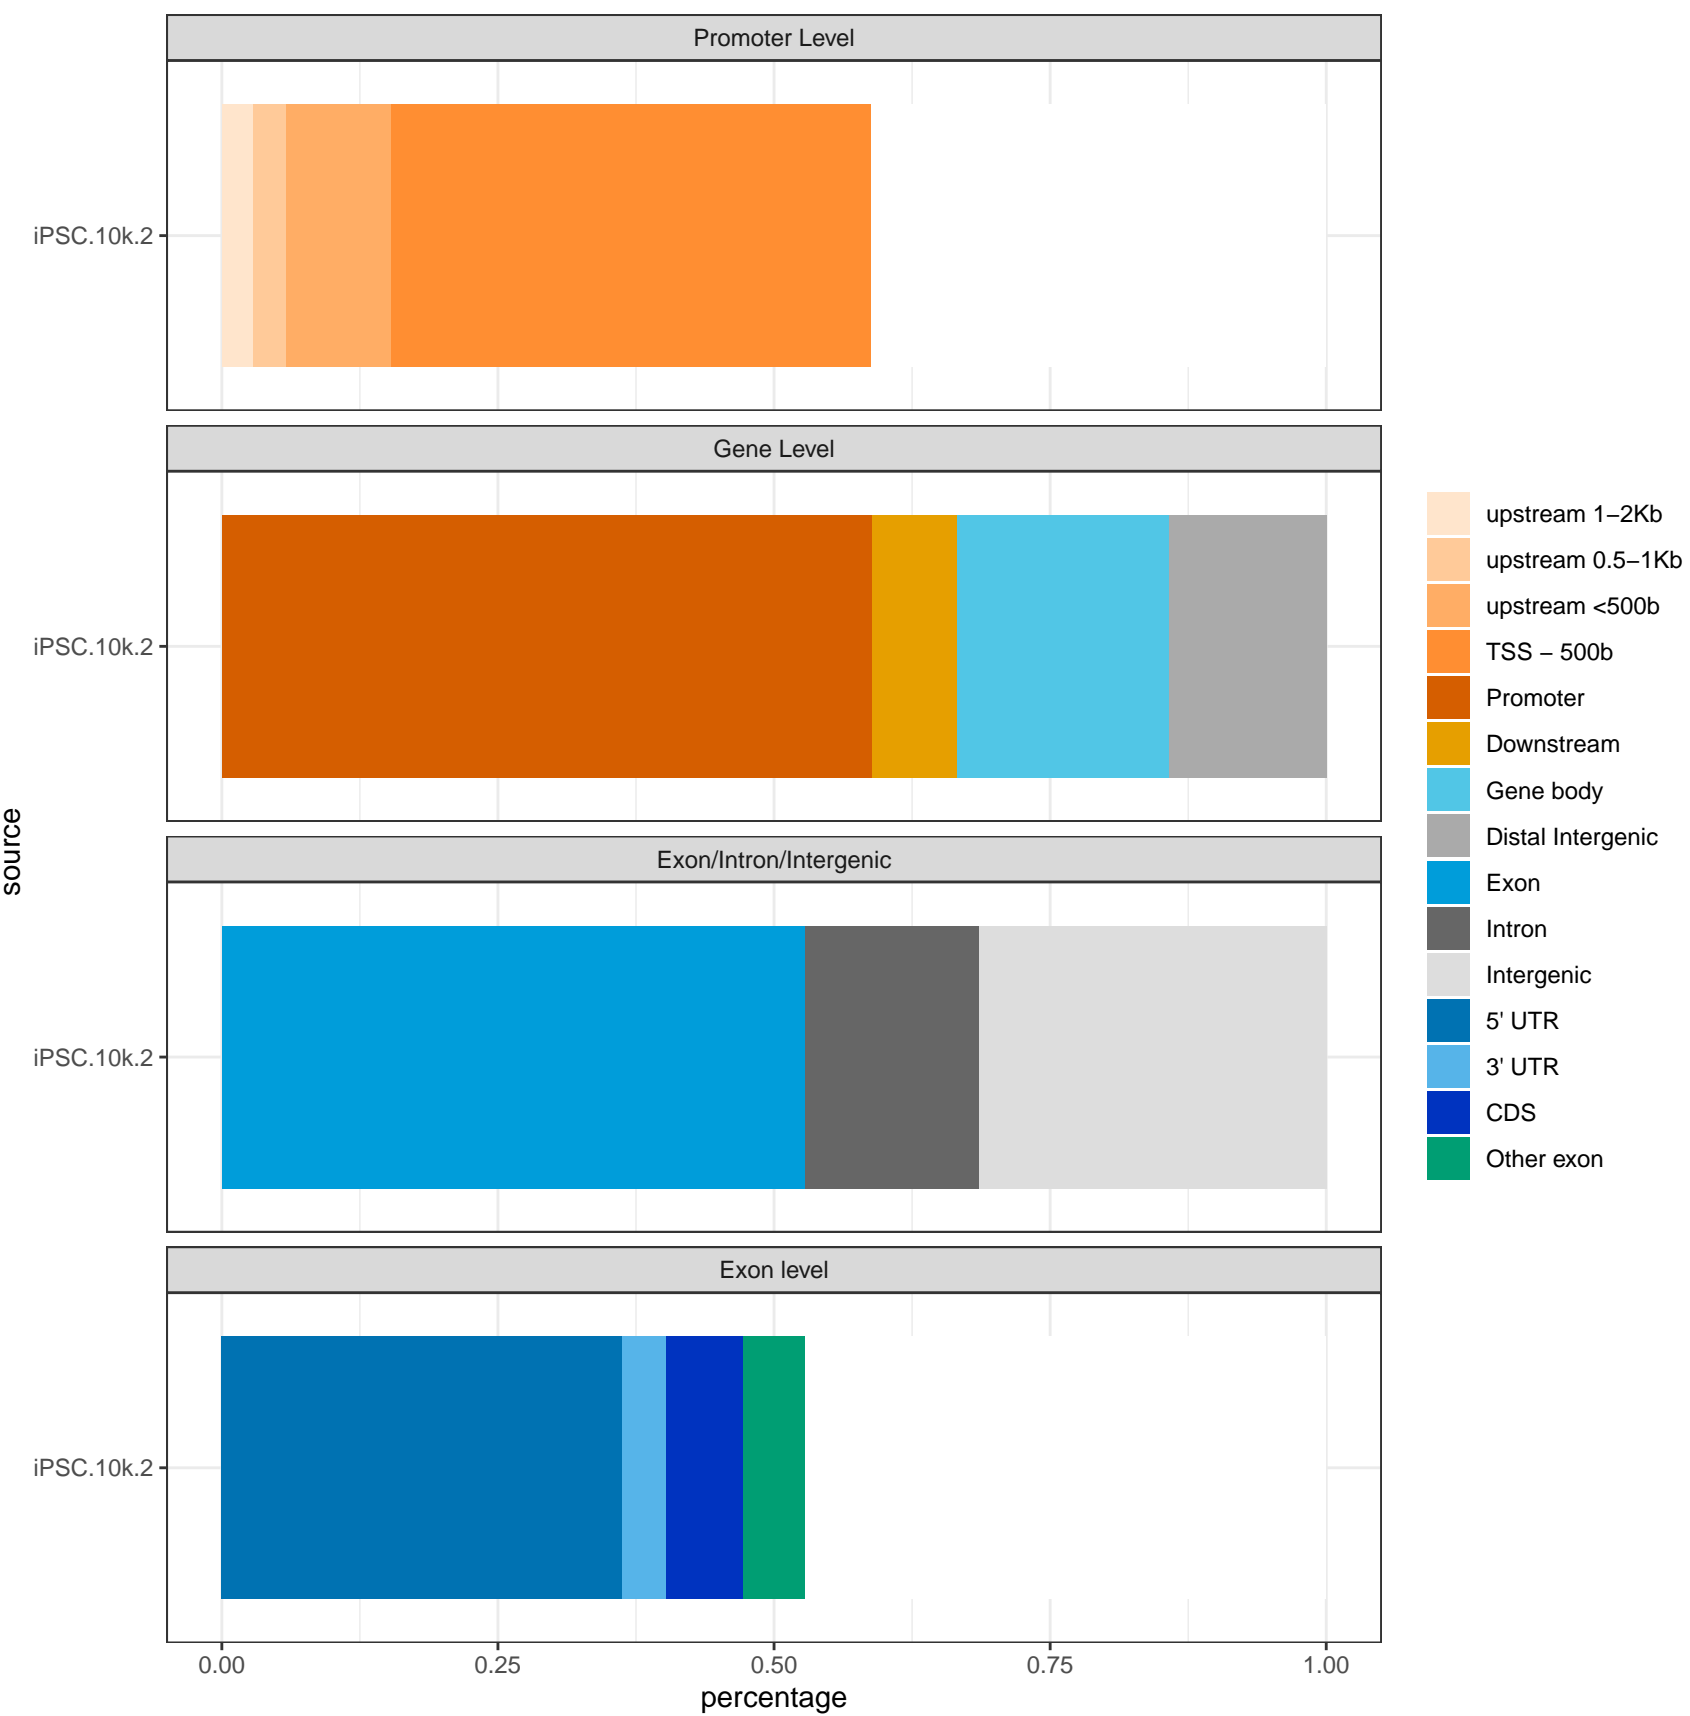 Promoter Level
iPSC.10k.2
Gene Level
iPSC.10k.2
Exon/Intron/Intergenic
iPSC.10k.2
Exon level
iPSC.10k.2
0.00
0.25
0.50
0.75
1.00
percentage
source
upstream 1−2Kb
upstream 0.5−1Kb
upstream <500b
TSS − 500b
Promoter
Downstream
Gene body
Distal Intergenic
Exon
Intron
Intergenic
5' UTR
3' UTR
CDS
Other exon